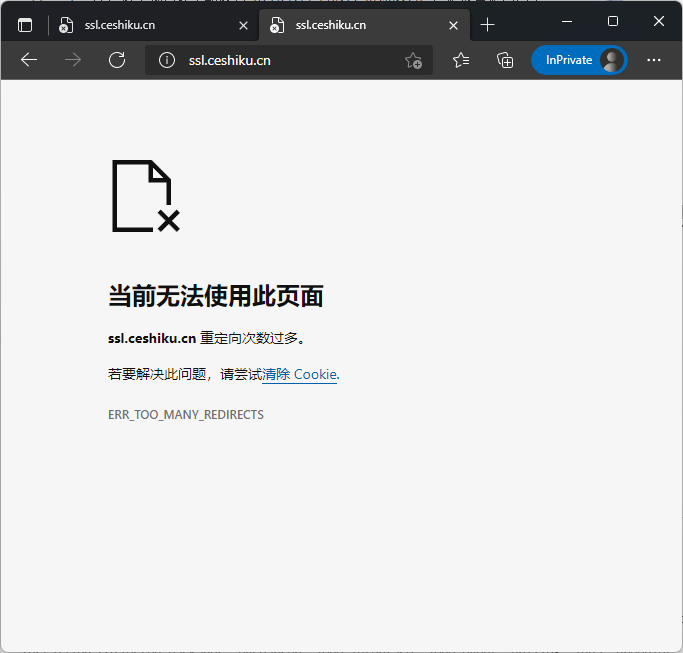 ssl.ceshiku.cn
ssl.ceshiku.cn
ssl.ceshiku.cn
InPrivate
当前无法使用此页面
ssl.ceshiku.cn 重定向次数过多。
若要解决此问题，请尝试清除 Cookie.
ERR_TOO_MANY_REDIRECTS